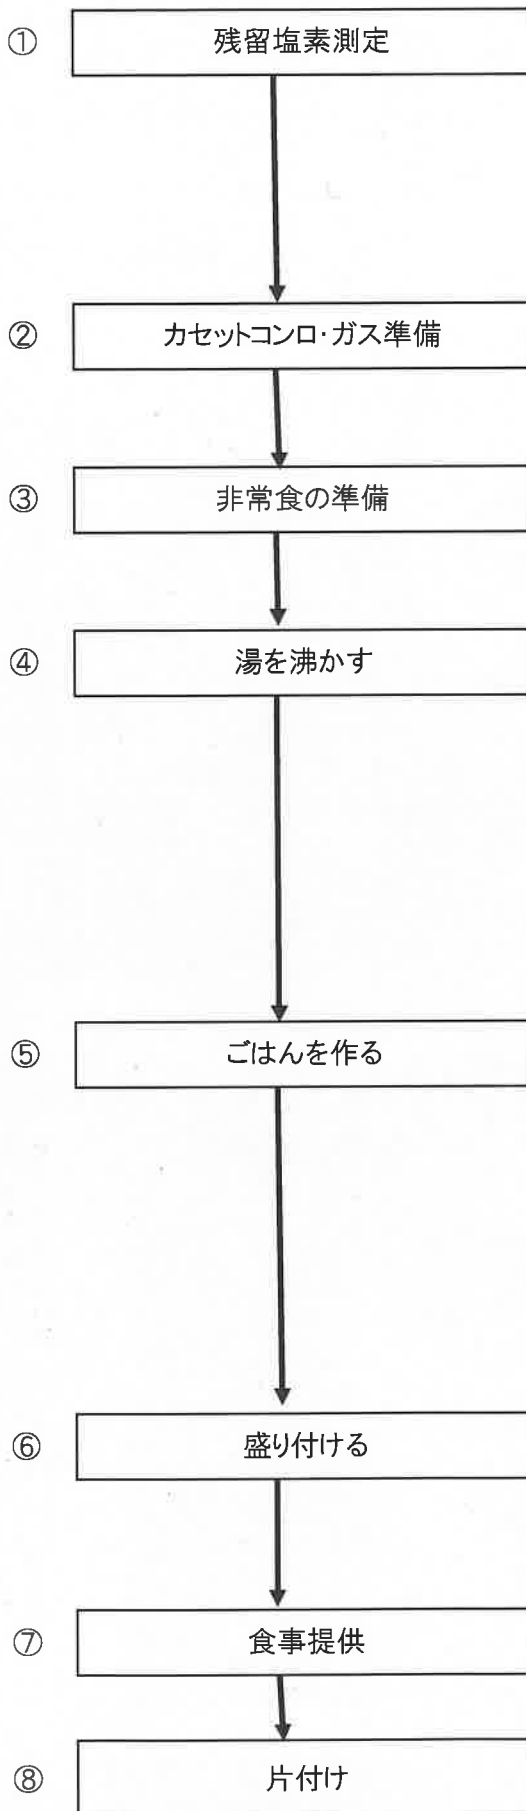 ① 残留塩素測定
② カセットコンロ・ガス準備
③ 非常食の準備
④ 湯を沸かす
⑤ ごはんを作る
⑥ 盛り付ける
⑦ 食事提供
⑧ 片付け